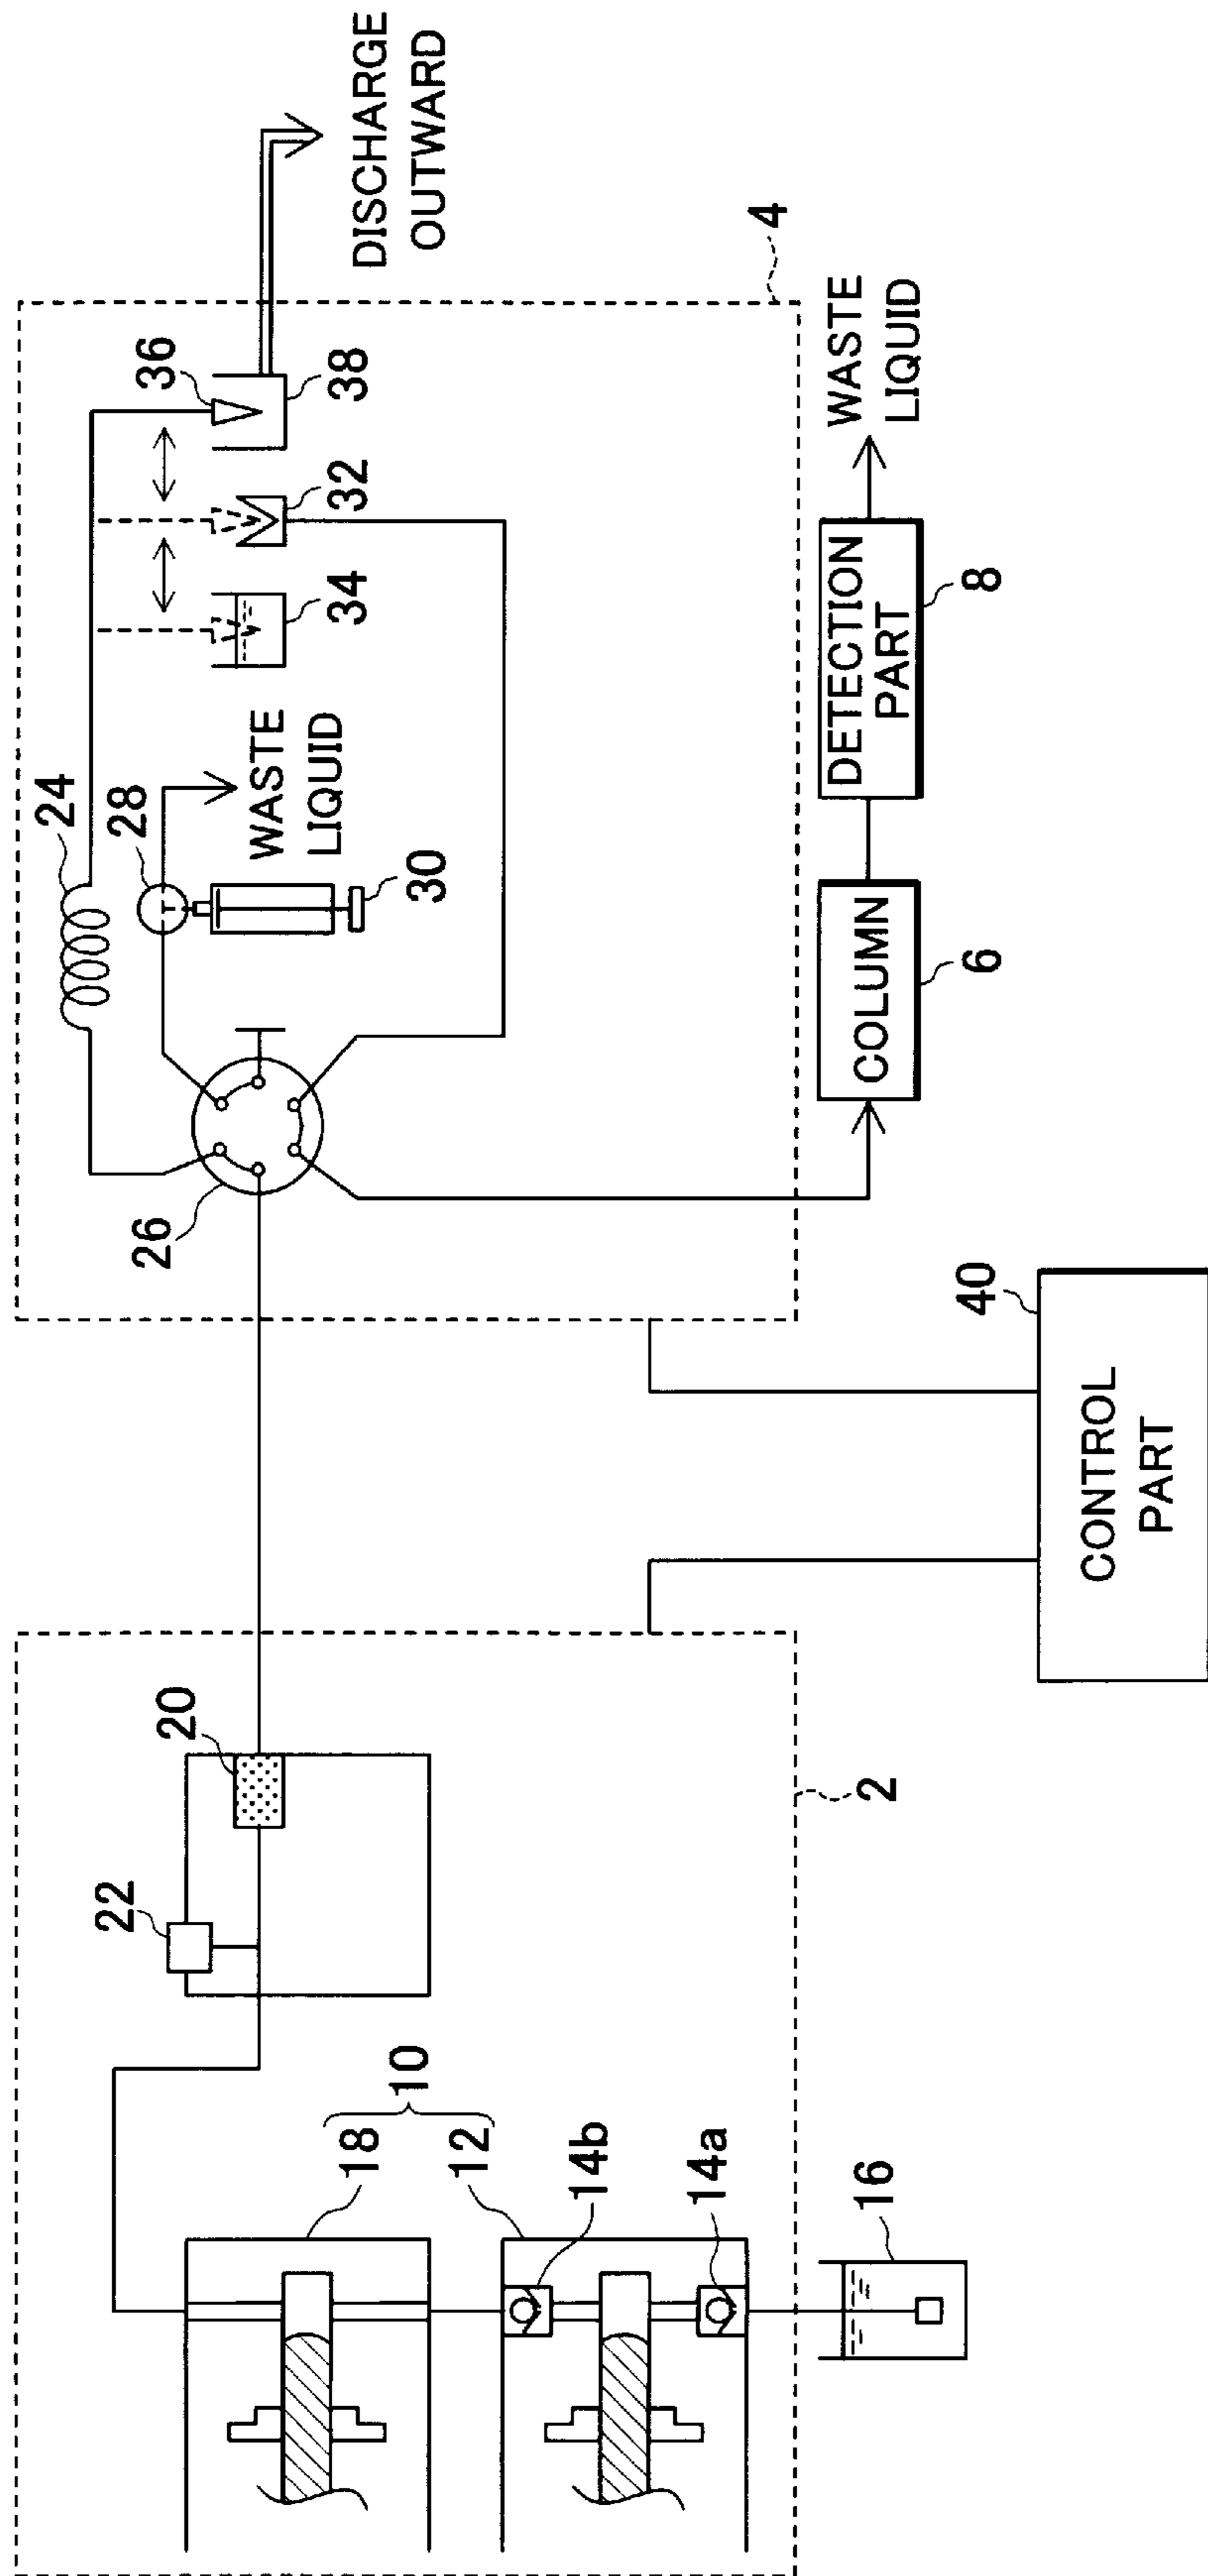 DISCHARGE
OUTWARD
4
36
38
32
34
24
28
30
WASTE
LIQUID
26
WASTE
LIQUID
DETECTION
PART
8
COLUMN
6
40
CONTROL
PART
20
22
2
10
18
12
14b
14a
16